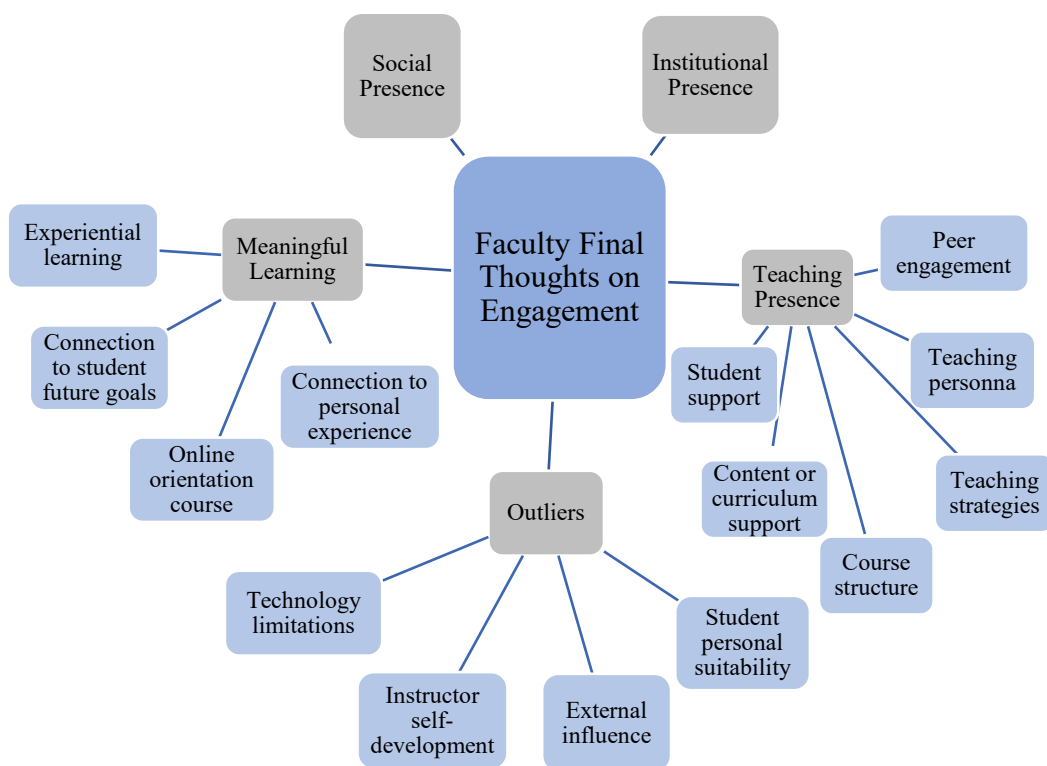 Social
Presence
Institutional
Presence
Faculty Final
Thoughts on
Engagement
Experiential
learning
Meaningful
Learning
Connection
to student
future goals
Online
orientation
course
Connection to
personal
experience
Teaching
Presence
Peer
engagement
Teaching
personna
Student
support
Teaching
strategies
Content or
curriculum
support
Course
structure
Outliers
Technology
limitations
Instructor
self-
development
External
influence
Student
personal
suitability